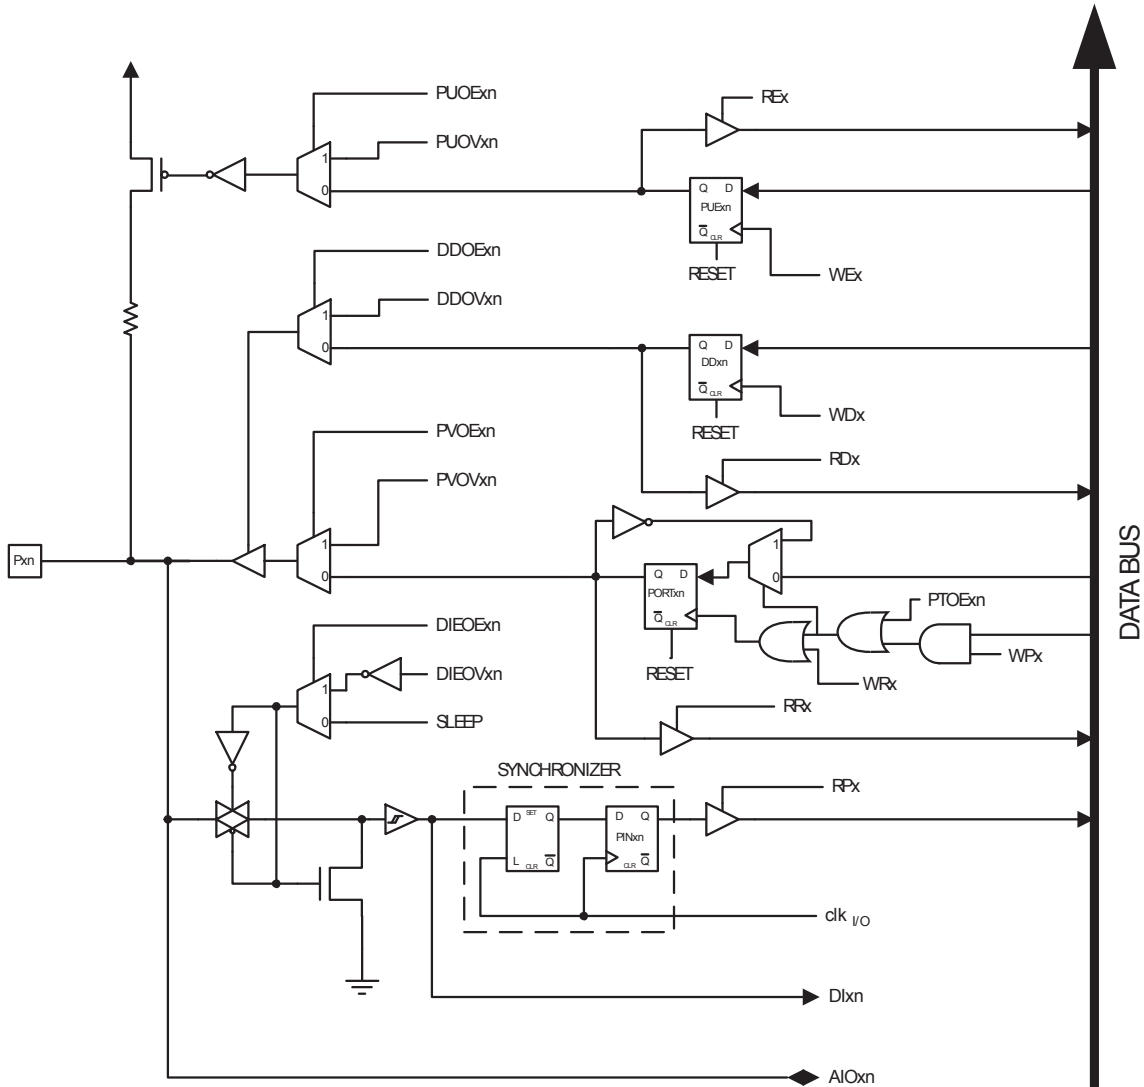 PUOExn
REx
PUOVxn
1
0
Q D
PUExn
Q CLR
RESET
WEx
DDOExn
DDOVxn
1
0
Q D
DDxn
Q CLR
RESET
WDx
PVOExn
RDx
PVOVxn
DATA BUS
Pxn
1
0
1
0
Q D
PORTxn
Q CLR
RESET
PTOExn
WPx
WRx
DIEOExn
DIEOVxn
1
0
SLEEP
RRx
SYNCHRONIZER
RPx
D SET Q
L CLR Q
D Q
PINxn
CLR Q
clk I/O
DIxn
AIOxn